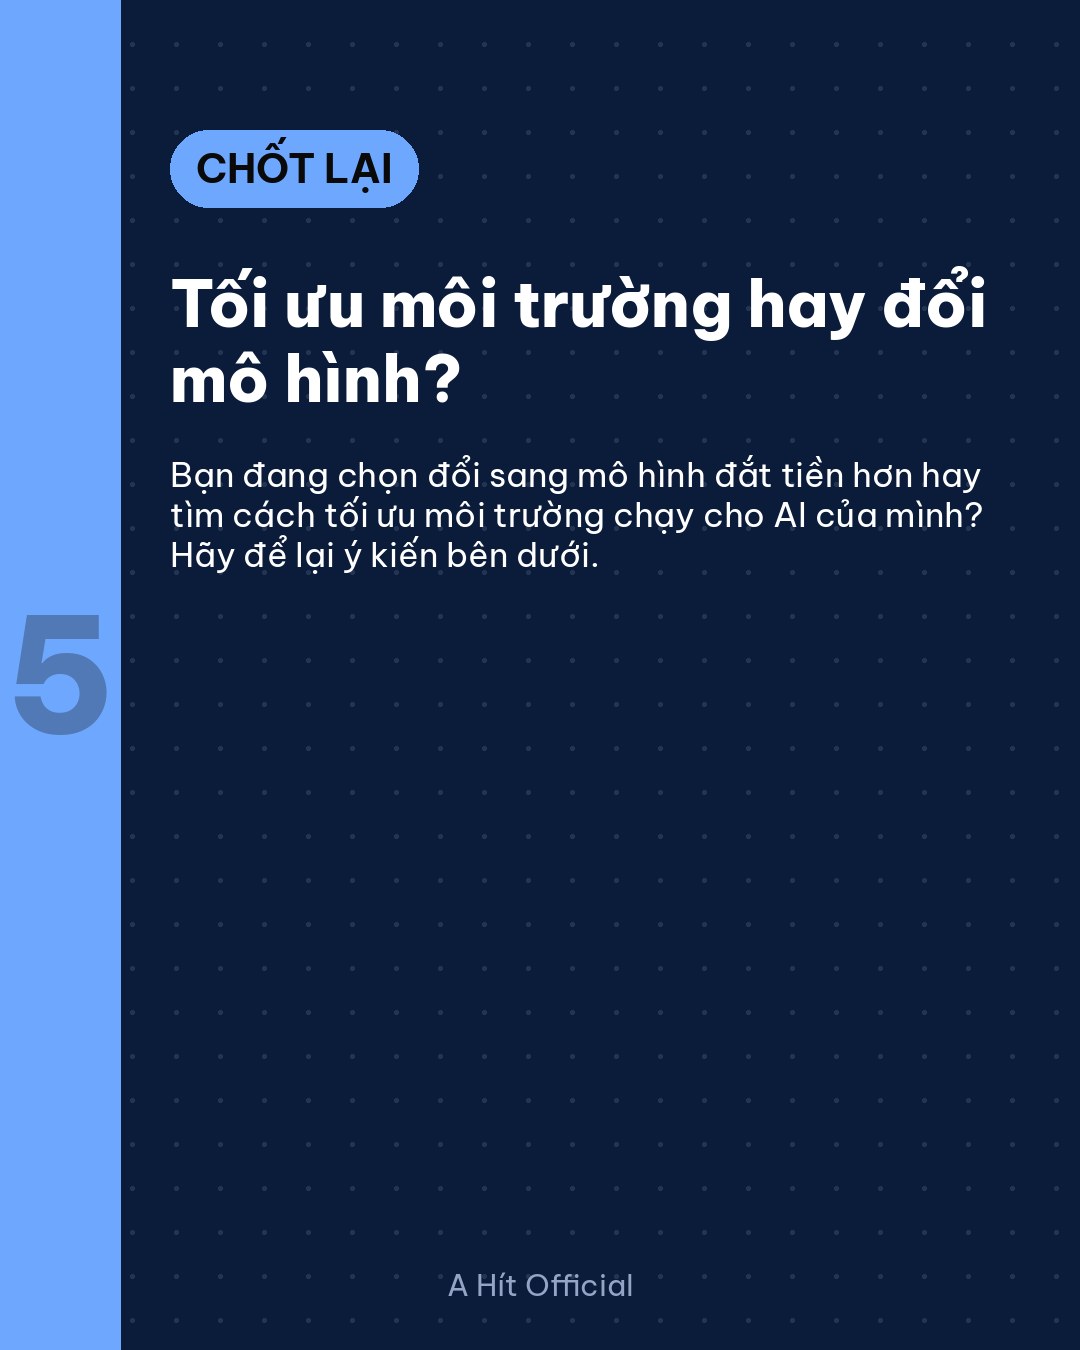 CHỐT LẠI
Tối ưu môi trường hay đổi
mô hình?
Bạn đang chọn đổi sang mô hình đắt tiền hơn hay
tìm cách tối ưu môi trường chạy cho AI của mình?
Hãy để lại ý kiến bên dưới.
5
A Hít Official